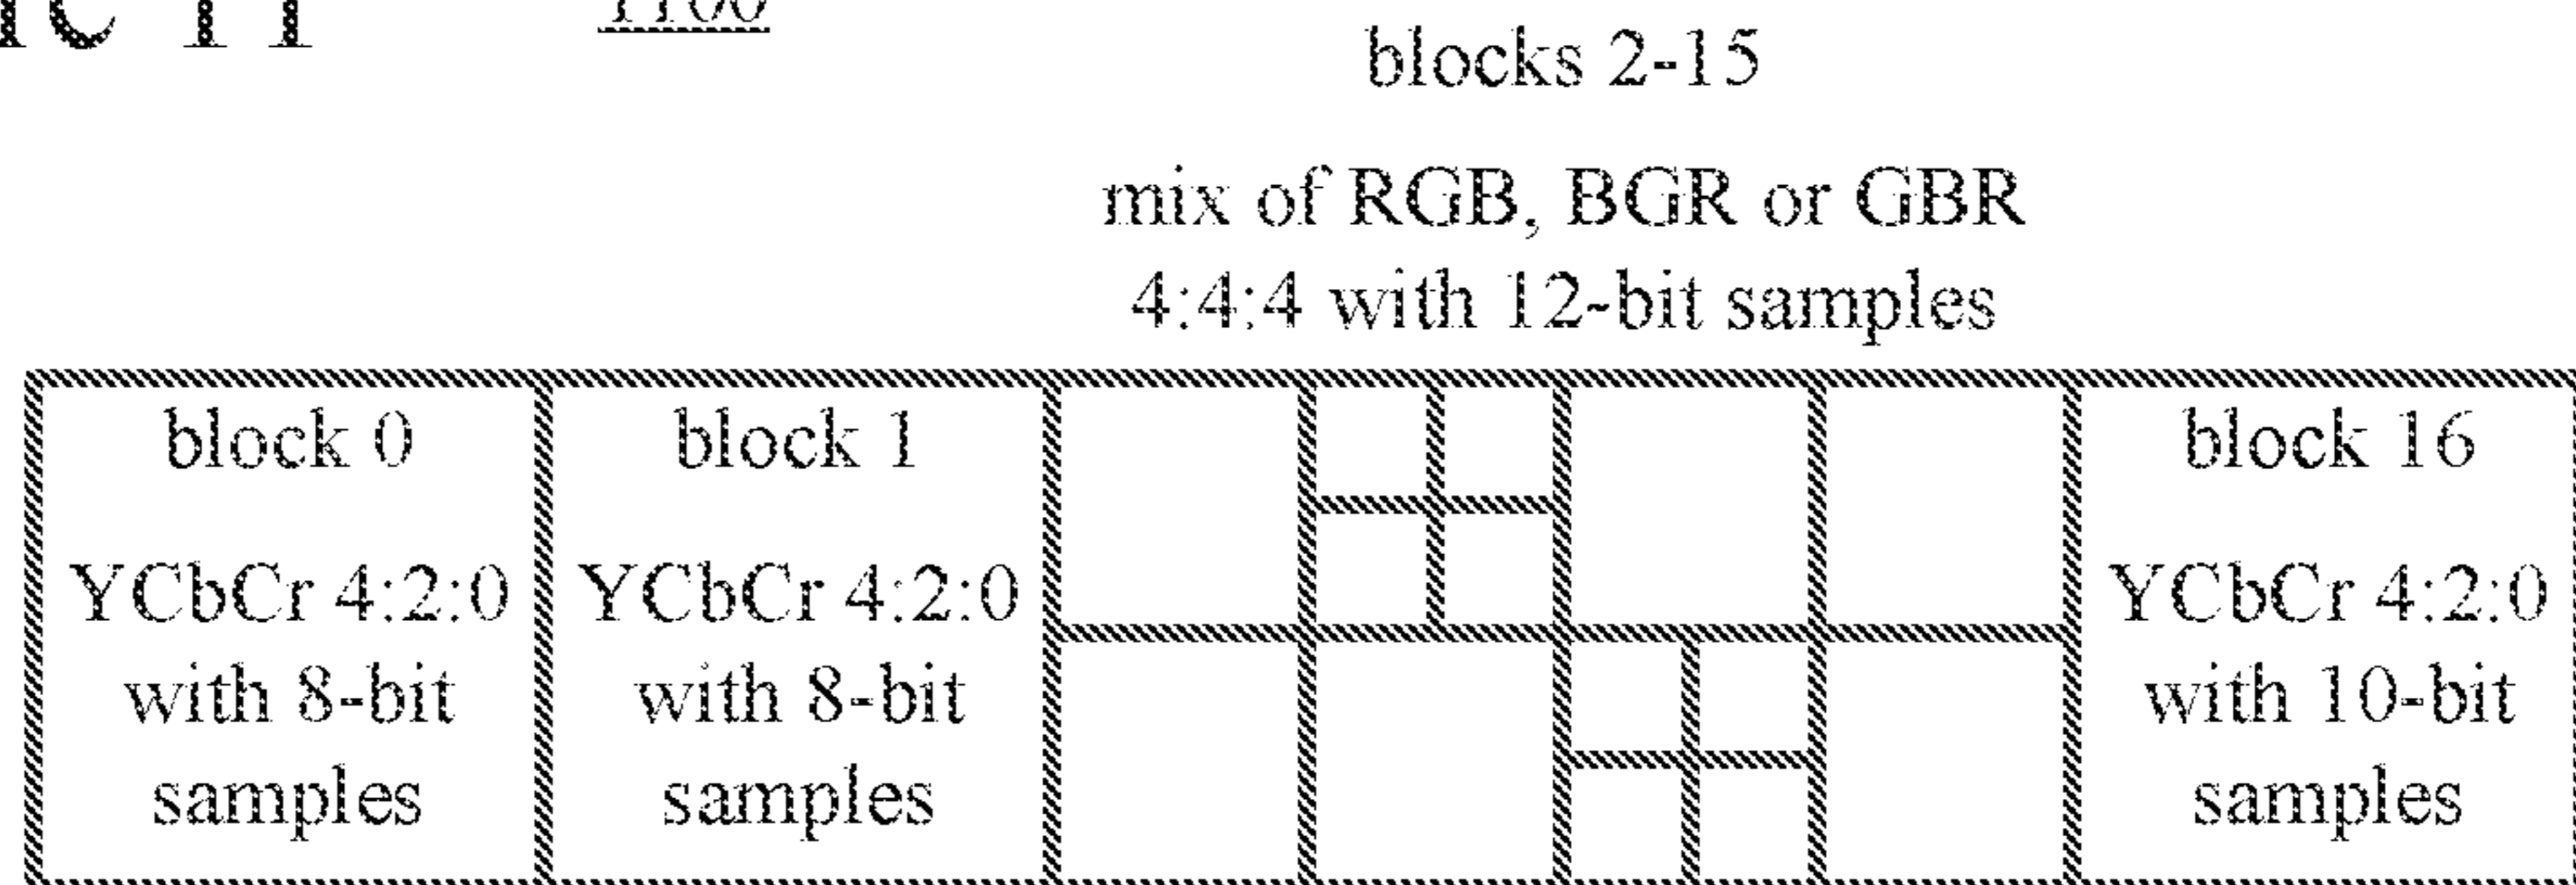 11
1100
blocks 2-15
mix of RGB, BGR or GBR
4:4:4 with 12-bit samples
block 0
YCbCr 4:2:0
with 8-bit
samples
block 1
YCbCr 4:2:0
with 8-bit
samples
block 16
YCbCr 4:2:0
with 10-bit
samples